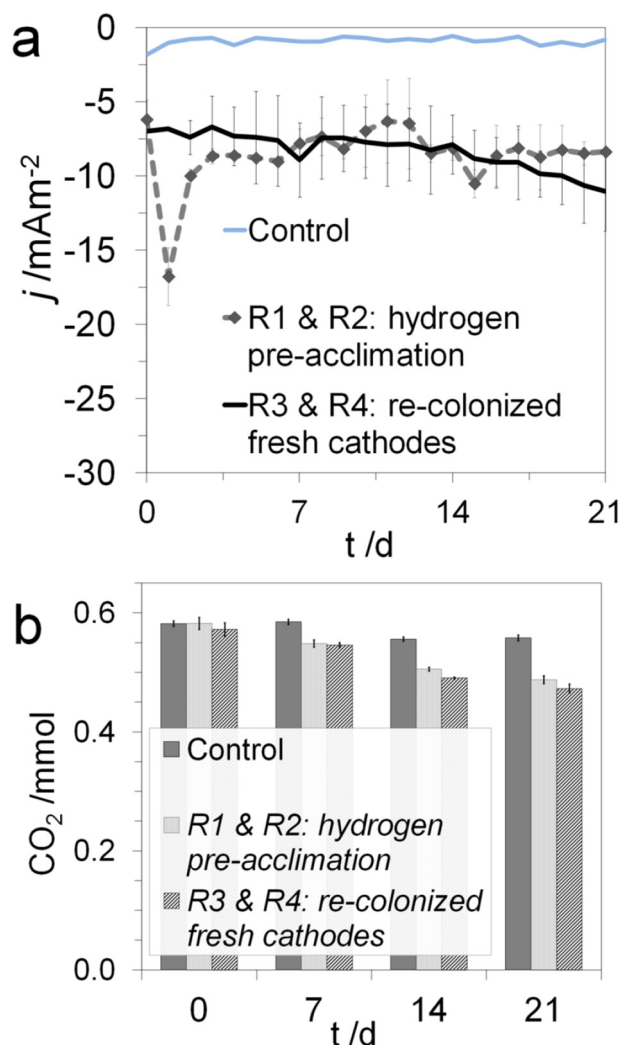 a
j /mAm-2
0
-5
-10
-15
-20
-25
-30
Control
R1 & R2: hydrogen
pre-acclimation
R3 & R4: re-colonized
fresh cathodes
0 7 14 21
t /d
b
CO2 /mmol
0.6
0.4
0.2
0.0
Control
R1 & R2: hydrogen
pre-acclimation
R3 & R4: re-colonized
fresh cathodes
0 7 14 21
t /d